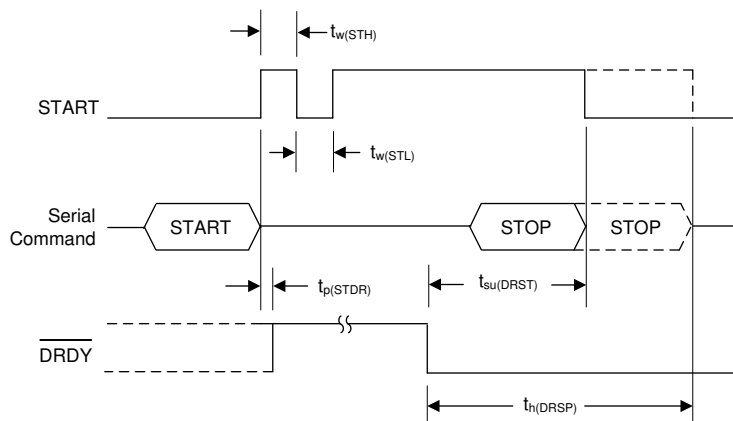 tw(STH)
START
tw(STL)
Serial
Command
START
STOP
STOP
tp(STDR)
tsu(DRST)
DRDY
th(DRSP)